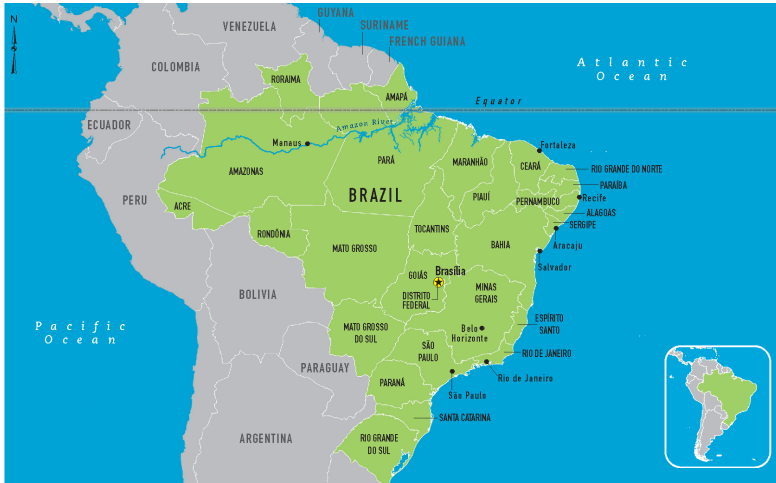 N
GUYANA
VENEZUELA
SURINAME
FRENCH GUIANA
Atlantic
Ocean
COLOMBIA
RORAIMA
AMAPÁ
Equator
ECUADOR
Amazon River
Manaus
Fortaleza
PARÁ
MARANHÃO
CEARÁ
RIO GRANDE DO NORTE
AMAZONAS
PARAÍBA
BRAZIL
PIAUÍ
PERNAMBUCO
Recife
PERU
ACRE
ALAGOAS
SERGIPE
RONDÔNIA
TOCANTINS
MATO GROSSO
BAHIA
Aracaju
Salvador
GOIÁS
Brasília
DISTRITO
FEDERAL
MINAS
GERAIS
BOLIVIA
Pacific
Ocean
MATO GROSSO
DO SUL
Belo
Horizonte
ESPÍRITO
SANTO
SÃO
PAULO
RIO DE JANEIRO
PARAGUAY
PARANÁ
Rio de Janeiro
São Paulo
SANTA CATARINA
ARGENTINA
RIO GRANDE
DO SUL